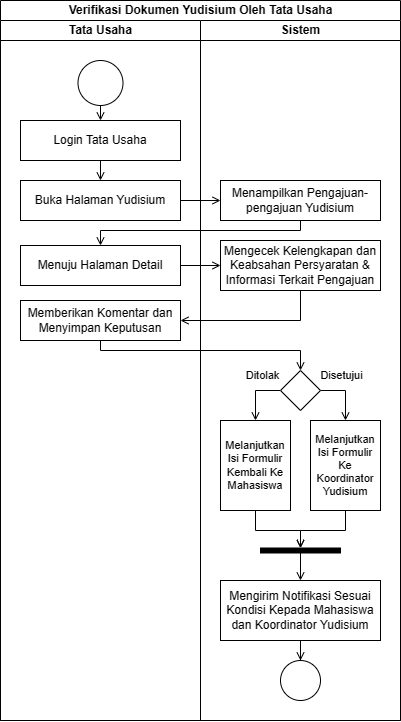 Verifikasi Dokumen Yudisium Oleh Tata Usaha
Tata Usaha
Sistem
Login Tata Usaha
Buka Halaman Yudisium
Menampilkan Pengajuan-
pengajuan Yudisium
Menuju Halaman Detail
Mengecek Kelengkapan dan
Keabsahan Persyaratan &
Informasi Terkait Pengajuan
Memberikan Komentar dan
Menyimpan Keputusan
Ditolak
Disetujui
Melanjutkan
Isi Formulir
Kembali Ke
Mahasiswa
Melanjutkan
Isi Formulir
Ke
Koordinator
Yudisium
Mengirim Notifikasi Sesuai
Kondisi Kepada Mahasiswa
dan Koordinator Yudisium